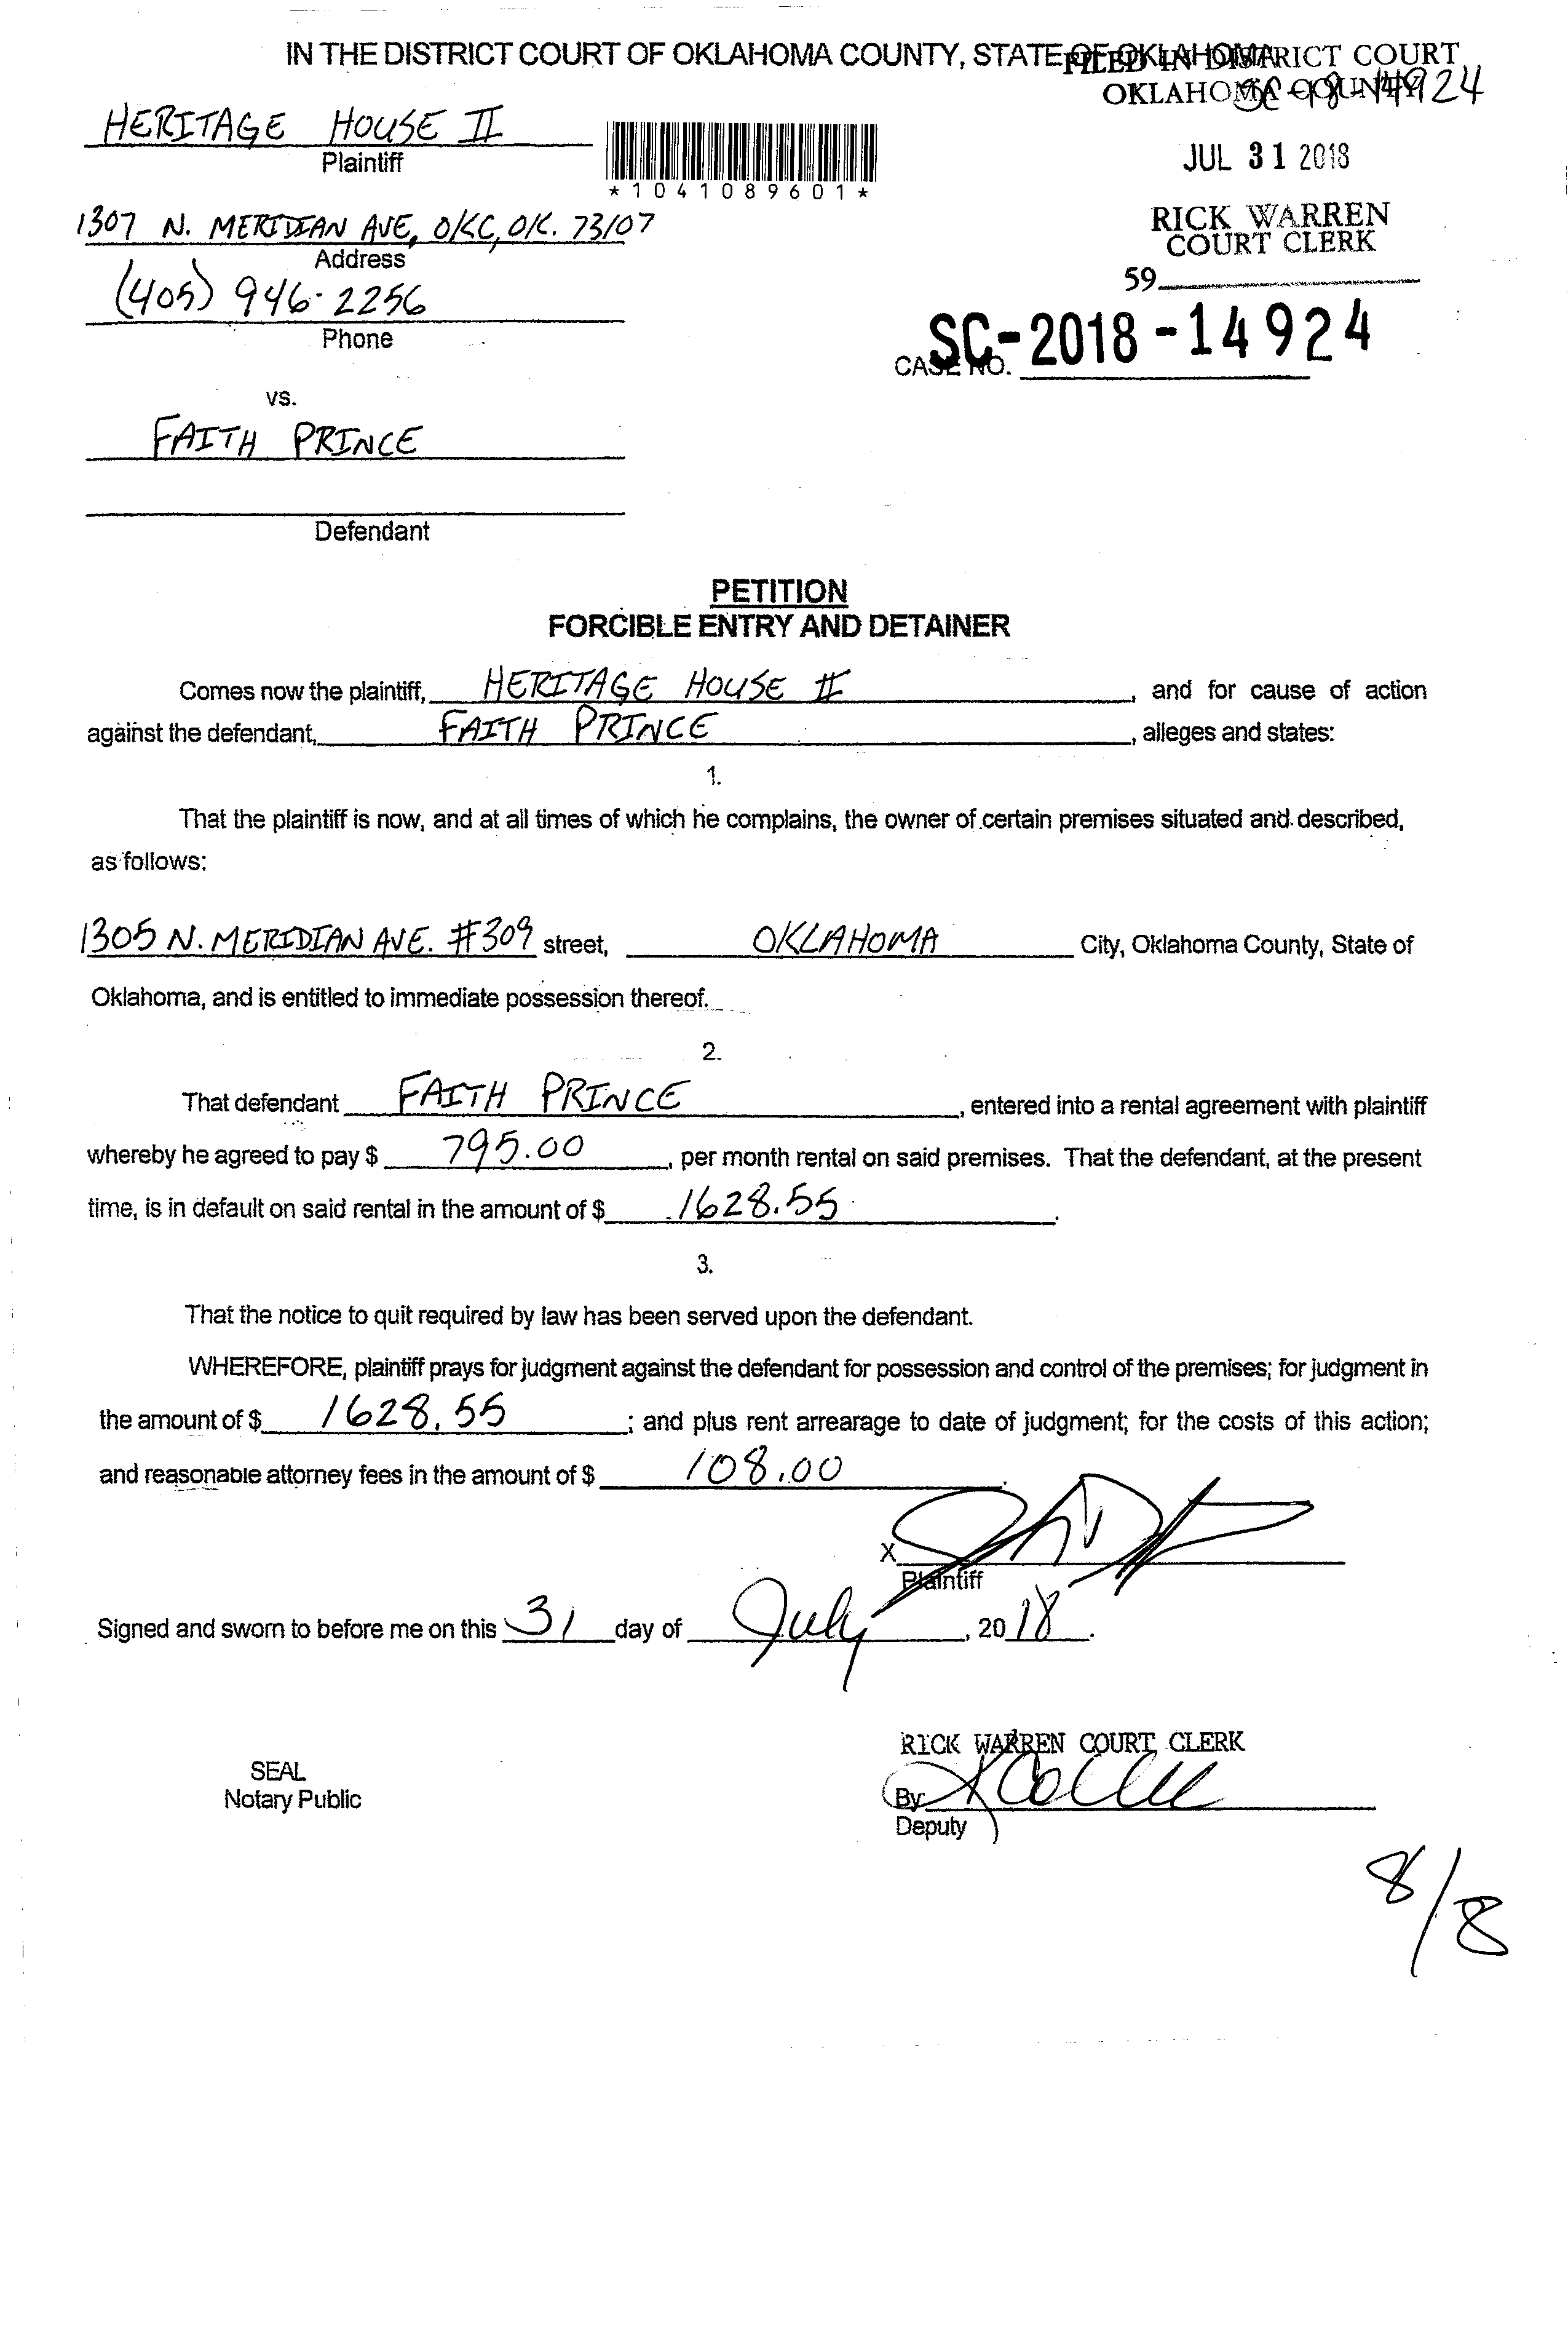 IN THE DISTRICT COURT OF OKLAHOMA COUNTY, STATE OF OKLAHOMA
FILED IN DISTRICT COURT
OKLAHOMA COUNTY
SC-18-14924
HERITAGE HOUSE II
Plaintiff
*1041089601*
JUL 31 2018
1307 N. MERIDIAN AVE, OKC, OK. 73107
Address
RICK WARREN
COURT CLERK
(405) 946-2256
Phone
59
SC-2018-14924
CASE NO.
vs.
FAITH PRINCE
Defendant
PETITION
FORCIBLE ENTRY AND DETAINER
Comes now the plaintiff, HERITAGE HOUSE II, and for cause of action
against the defendant, FAITH PRINCE, alleges and states:
1.
That the plaintiff is now, and at all times of which he complains, the owner of certain premises situated and described,
as follows:
1305 N. MERIDIAN AVE. #309 street, OKLAHOMA City, Oklahoma County, State of
Oklahoma, and is entitled to immediate possession thereof.
2.
That defendant FAITH PRINCE, entered into a rental agreement with plaintiff
whereby he agreed to pay $ 795.00, per month rental on said premises. That the defendant, at the present
time, is in default on said rental in the amount of $ 1628.55.
3.
That the notice to quit required by law has been served upon the defendant.
WHEREFORE, plaintiff prays for judgment against the defendant for possession and control of the premises; for judgment in
the amount of $ 1628.55; and plus rent arrearage to date of judgment; for the costs of this action;
and reasonable attorney fees in the amount of $ 108.00.
X
Plaintiff
Signed and sworn to before me on this 31 day of July, 2018.
RICK WARREN COURT CLERK
SEAL
Notary Public
By:
Deputy
8/8